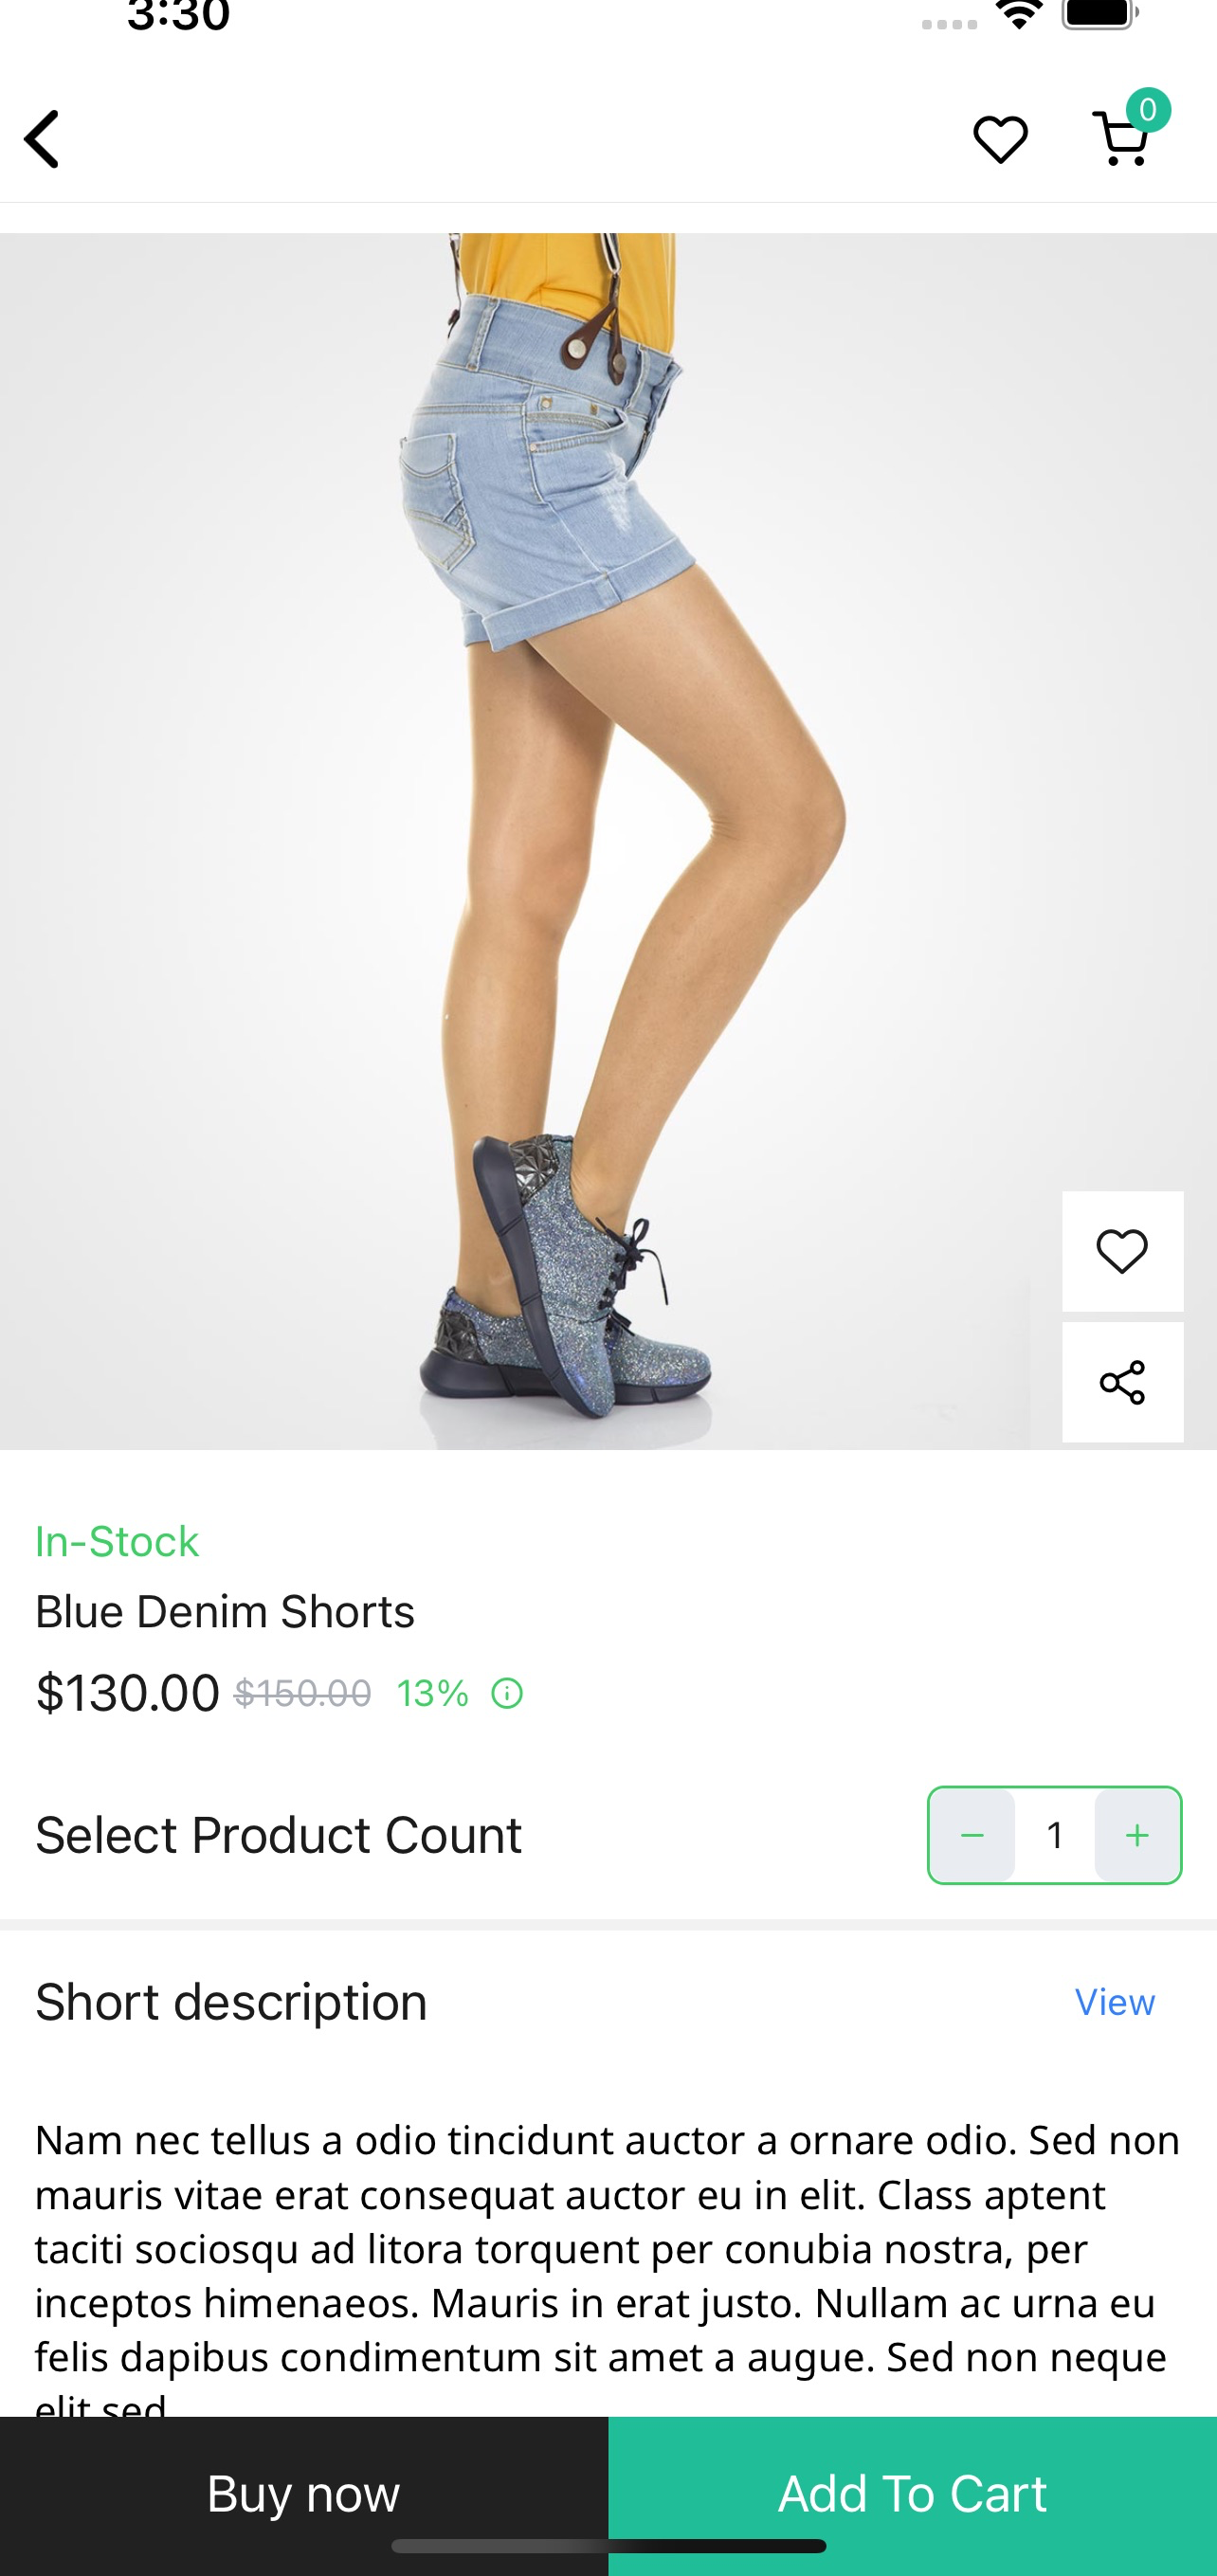 3:30
0
In-Stock
Blue Denim Shorts
$130.00 $150.00 13%
Select Product Count
− 1 +
Short description
View
Nam nec tellus a odio tincidunt auctor a ornare odio. Sed non
mauris vitae erat consequat auctor eu in elit. Class aptent
taciti sociosqu ad litora torquent per conubia nostra, per
inceptos himenaeos. Mauris in erat justo. Nullam ac urna eu
felis dapibus condimentum sit amet a augue. Sed non neque
elit sed
Buy now
Add To Cart